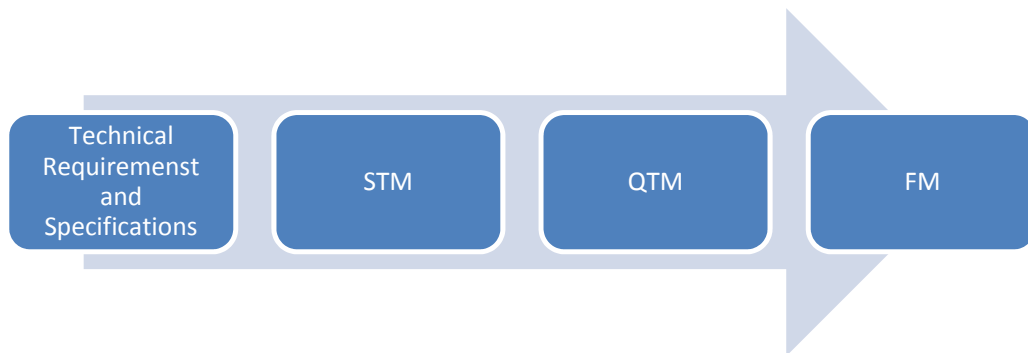 Technical
Requiremenst
and
Specifications
STM
QTM
FM